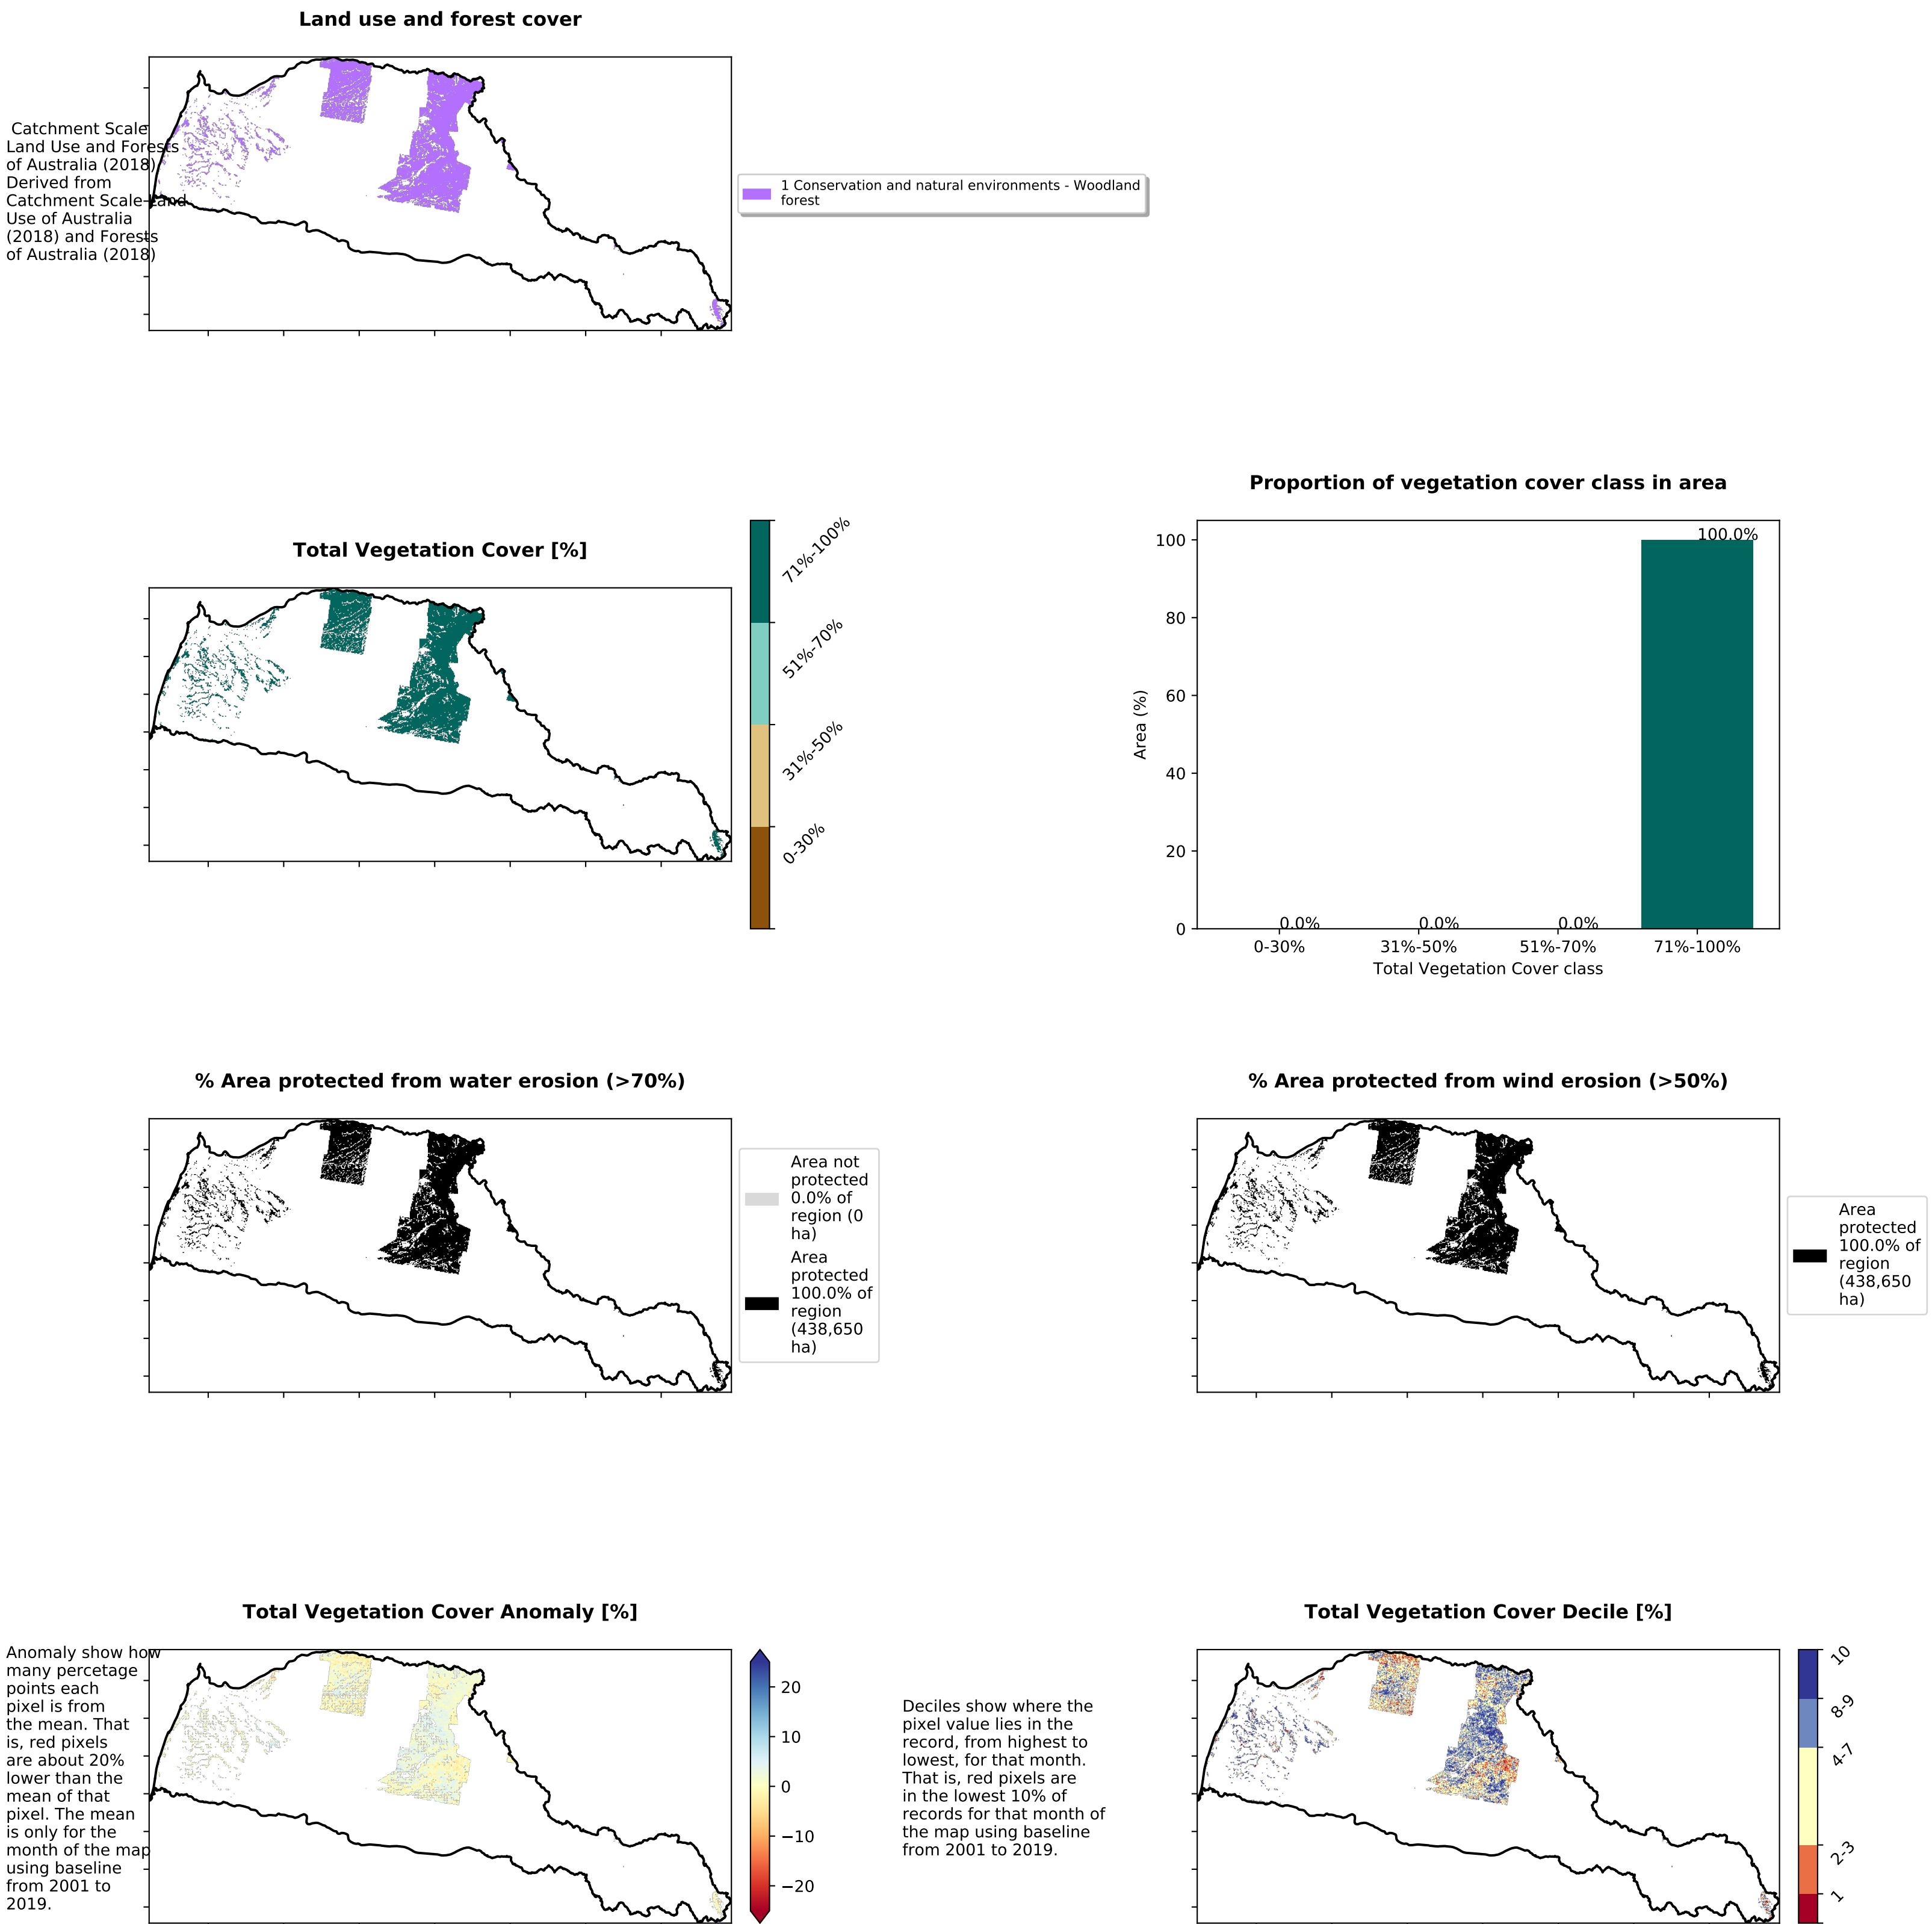 Land use and forest cover
Catchment Scale
Land Use and Forests
of Australia (2018)
Derived from
Catchment Scale Land
Use of Australia
(2018) and Forests
of Australia (2018)
1 Conservation and natural environments - Woodland
forest
Total Vegetation Cover [%]
71%-100%
51%-70%
31%-50%
0-30%
Proportion of vegetation cover class in area
100.0%
100
80
60
40
20
0
Area (%)
0.0%
0.0%
0.0%
0-30%
31%-50%
51%-70%
71%-100%
Total Vegetation Cover class
% Area protected from water erosion (>70%)
Area not
protected
0.0% of
region (0
ha)
Area
protected
100.0% of
region
(438,650
ha)
% Area protected from wind erosion (>50%)
Area
protected
100.0% of
region
(438,650
ha)
Total Vegetation Cover Anomaly [%]
Anomaly show how
many percetage
points each
pixel is from
the mean. That
is, red pixels
are about 20%
lower than the
mean of that
pixel. The mean
is only for the
month of the map
using baseline
from 2001 to
2019.
20
10
0
−10
−20
Deciles show where the
pixel value lies in the
record, from highest to
lowest, for that month.
That is, red pixels are
in the lowest 10% of
records for that month of
the map using baseline
from 2001 to 2019.
Total Vegetation Cover Decile [%]
10
8-9
4-7
2-3
1